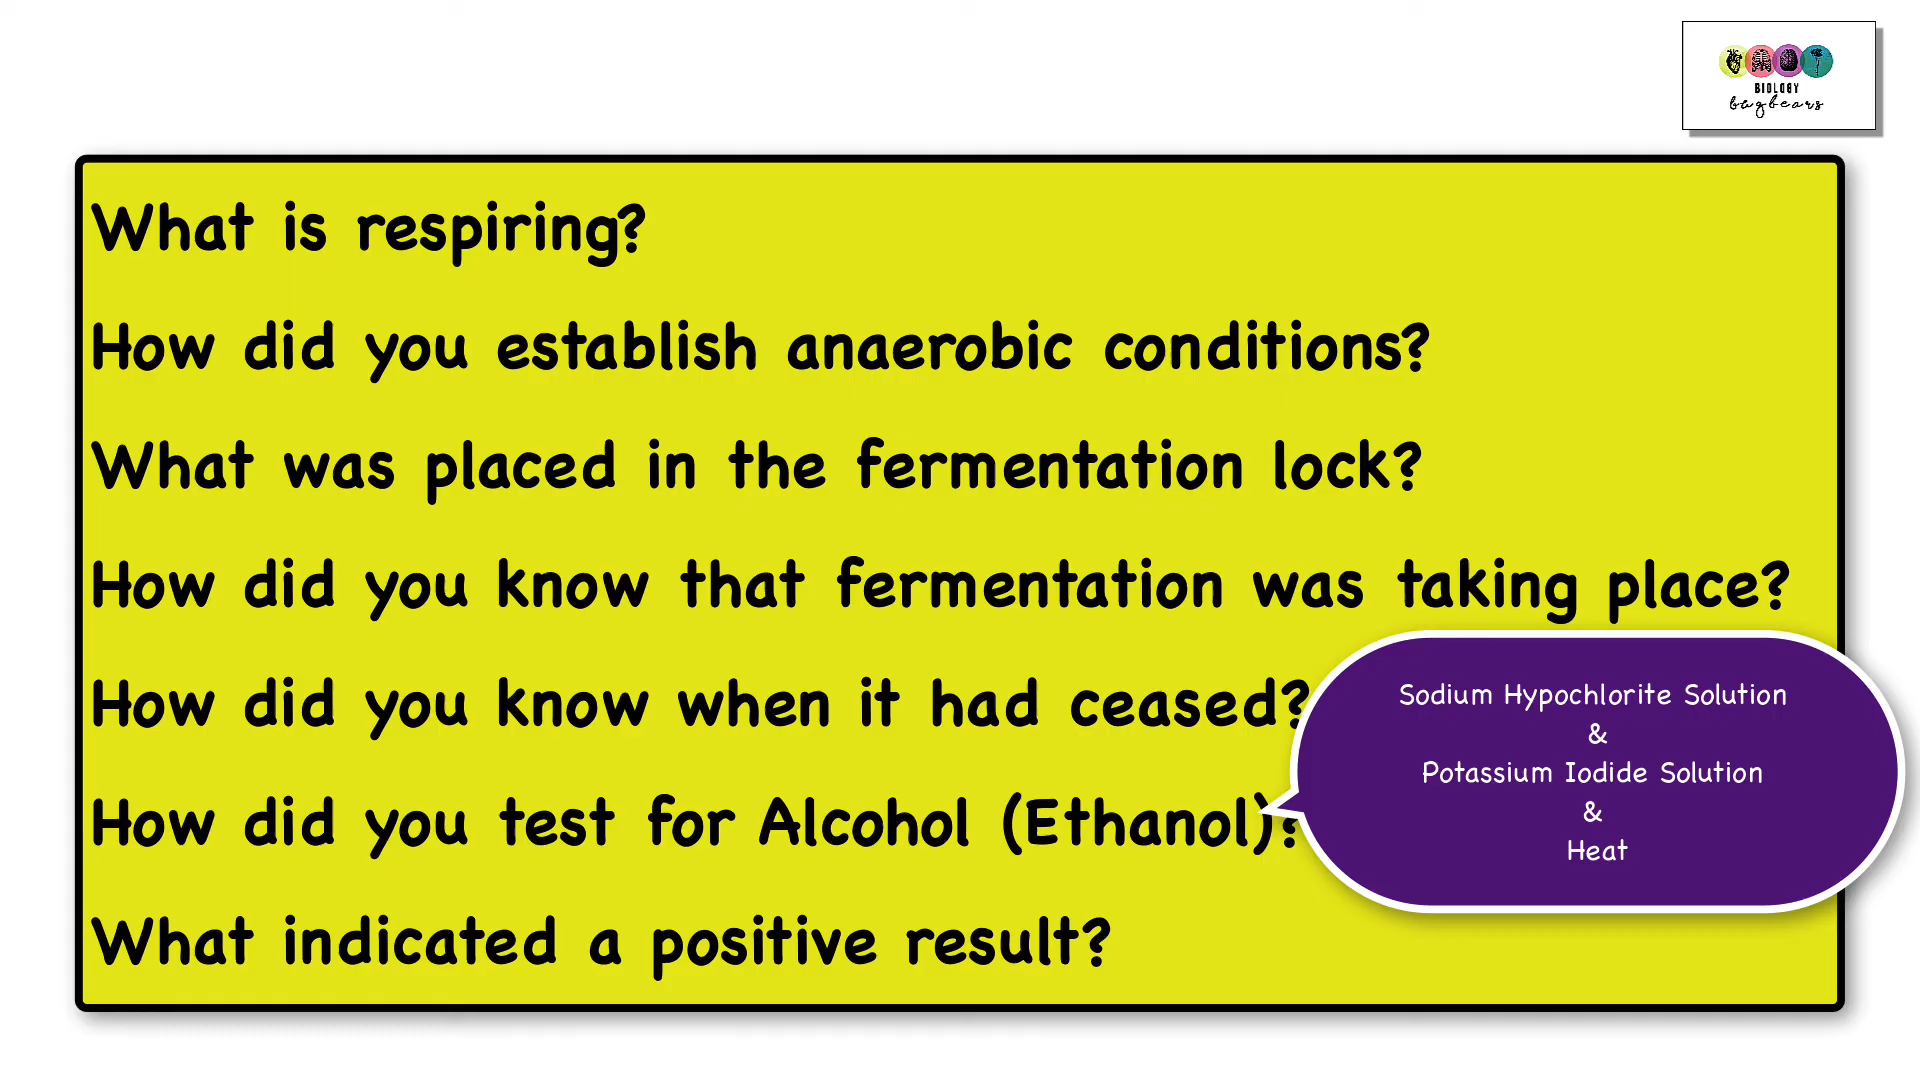 BIOLOGY
bugbears
What is respiring?
How did you establish anaerobic conditions?
What was placed in the fermentation lock?
How did you know that fermentation was taking place?
How did you know when it had ceased?
How did you test for Alcohol (Ethanol)?
Sodium Hypochlorite Solution
&
Potassium Iodide Solution
&
Heat
What indicated a positive result?